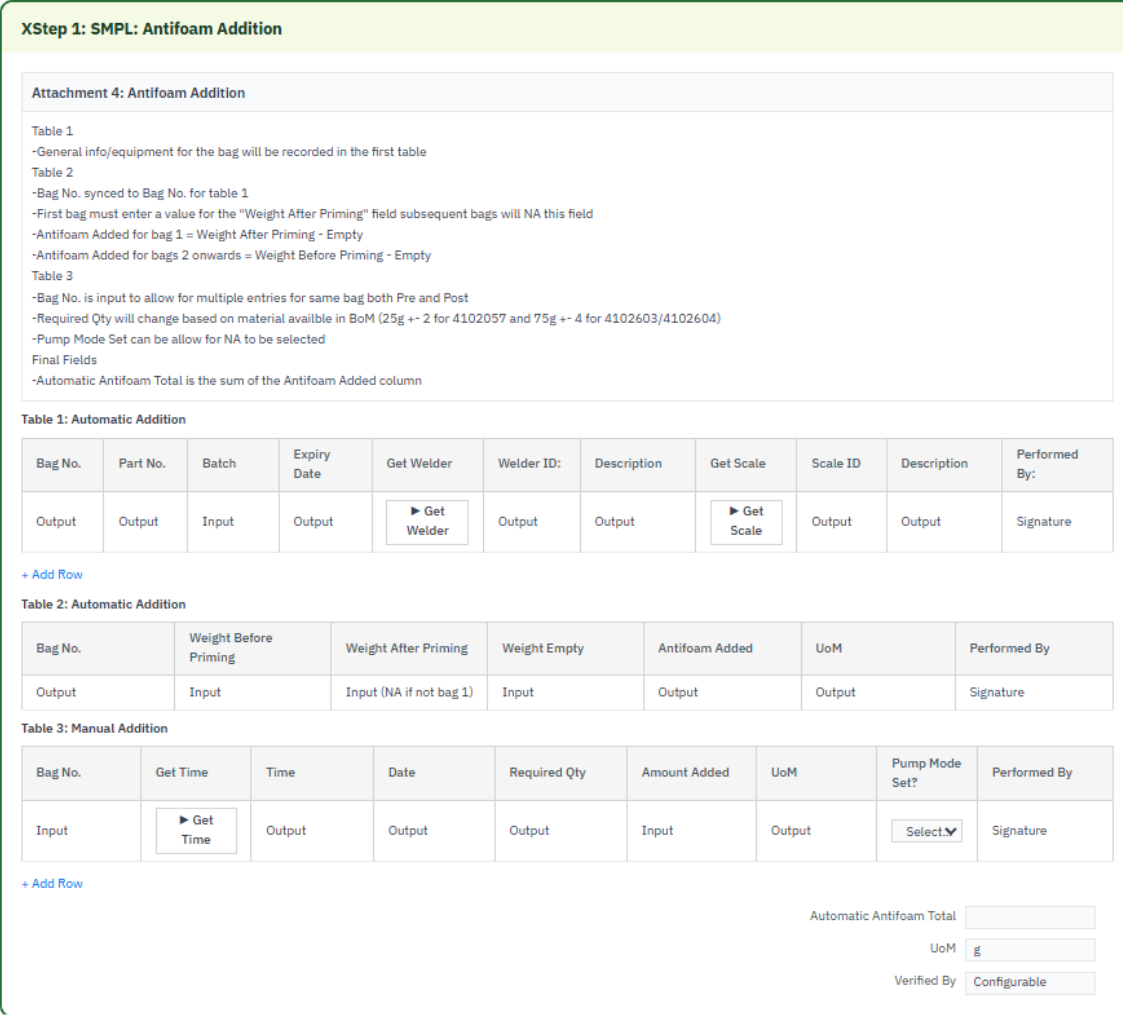 XStep 1: SMPL: Antifoam Addition
Attachment 4: Antifoam Addition
Table 1
-General info/equipment for the bag will be recorded in the first table
Table 2
-Bag No. synced to Bag No. for table 1
-First bag must enter a value for the "Weight After Priming" field subsequent bags will NA this field
-Antifoam Added for bag 1 = Weight After Priming - Empty
-Antifoam Added for bags 2 onwards = Weight Before Priming - Empty
Table 3
-Bag No. is input to allow for multiple entries for same bag both Pre and Post
-Required Qty will change based on material availble in BoM (25g +- 2 for 4102057 and 75g +- 4 for 4102603/4102604)
-Pump Mode Set can be allow for NA to be selected
Final Fields
-Automatic Antifoam Total is the sum of the Antifoam Added column
Table 1: Automatic Addition
Bag No. Part No. Batch Expiry Date Get Welder Welder ID: Description Get Scale Scale ID Description Performed By:
Output Output Input Output ▶ Get Welder Output Output ▶ Get Scale Output Output Signature
+ Add Row
Table 2: Automatic Addition
Bag No. Weight Before Priming Weight After Priming Weight Empty Antifoam Added UoM Performed By
Output Input Input (NA if not bag 1) Input Output Output Signature
Table 3: Manual Addition
Bag No. Get Time Time Date Required Qty Amount Added UoM Pump Mode Set? Performed By
Input ▶ Get Time Output Output Output Input Output Select.. Signature
+ Add Row
Automatic Antifoam Total
UoM g
Verified By Configurable